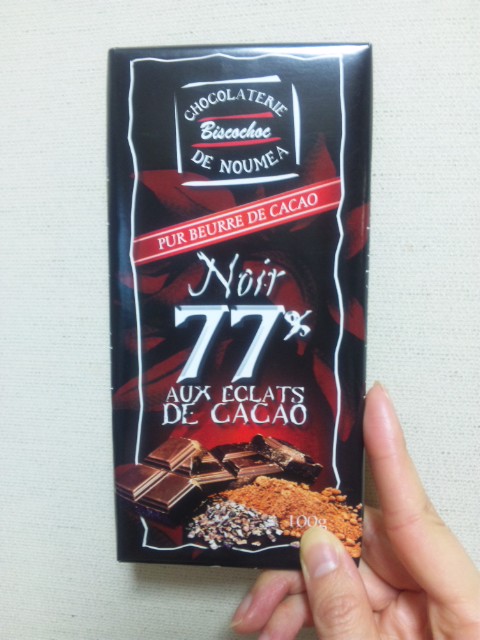 CHOCOLATERIE
Biscochoc
DE NOUMEA
PUR BEURRE DE CACAO
Noir
77%
AUX ECLATS
DE CACAO
100g